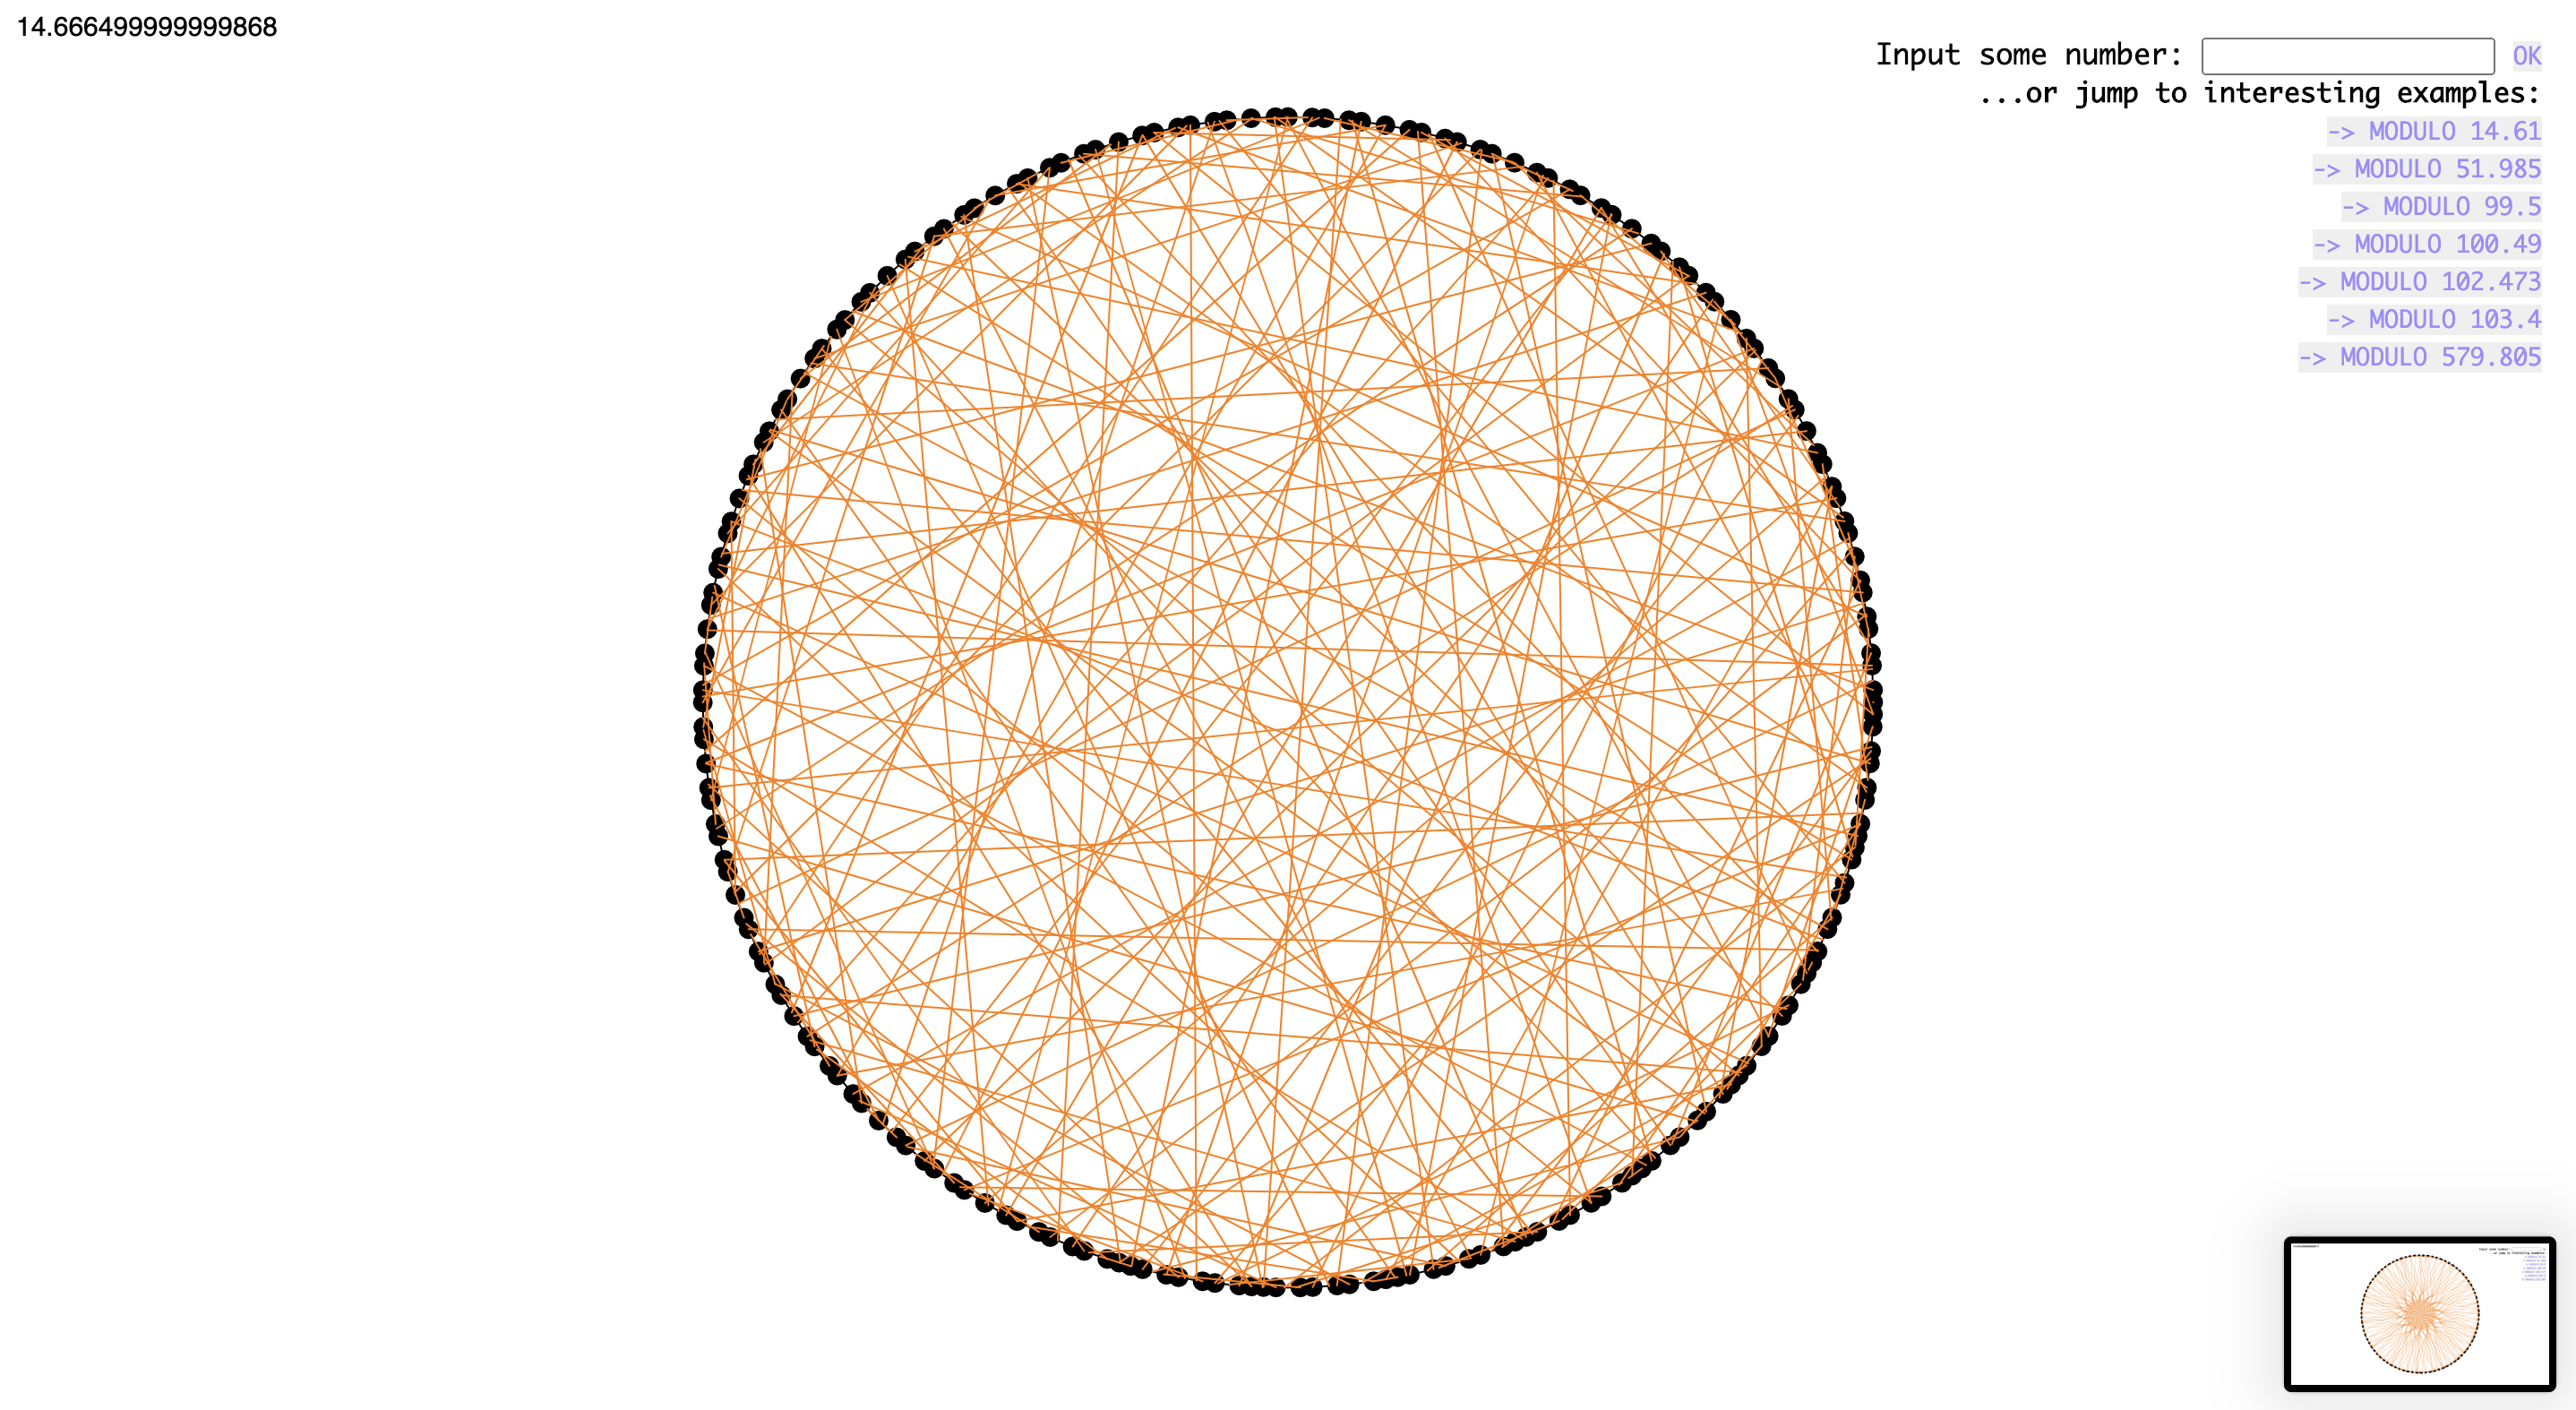 14.666499999999868
Input some number: OK
...or jump to interesting examples:
-> MODULO 14.61
-> MODULO 51.985
-> MODULO 99.5
-> MODULO 100.49
-> MODULO 102.473
-> MODULO 103.4
-> MODULO 579.805